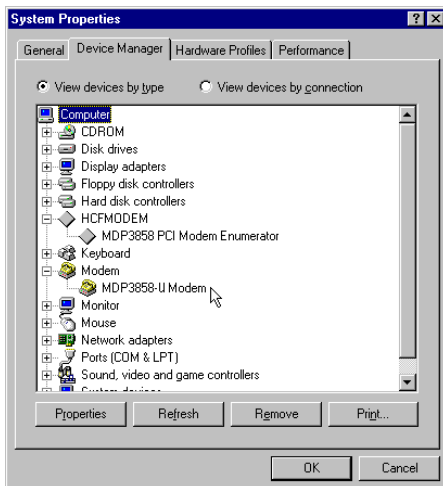 System Properties
General Device Manager Hardware Profiles Performance
View devices by type View devices by connection
Computer
CDROM
Disk drives
Display adapters
Floppy disk controllers
Hard disk controllers
HCFMODEM
MDP3858 PCI Modem Enumerator
Keyboard
Modem
MDP3858-U Modem
Monitor
Mouse
Network adapters
Ports (COM & LPT)
Sound, video and game controllers
System devices
Properties Refresh Remove Print...
OK Cancel